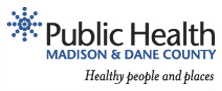 Public Health
MADISON & DANE COUNTY
Healthy people and places